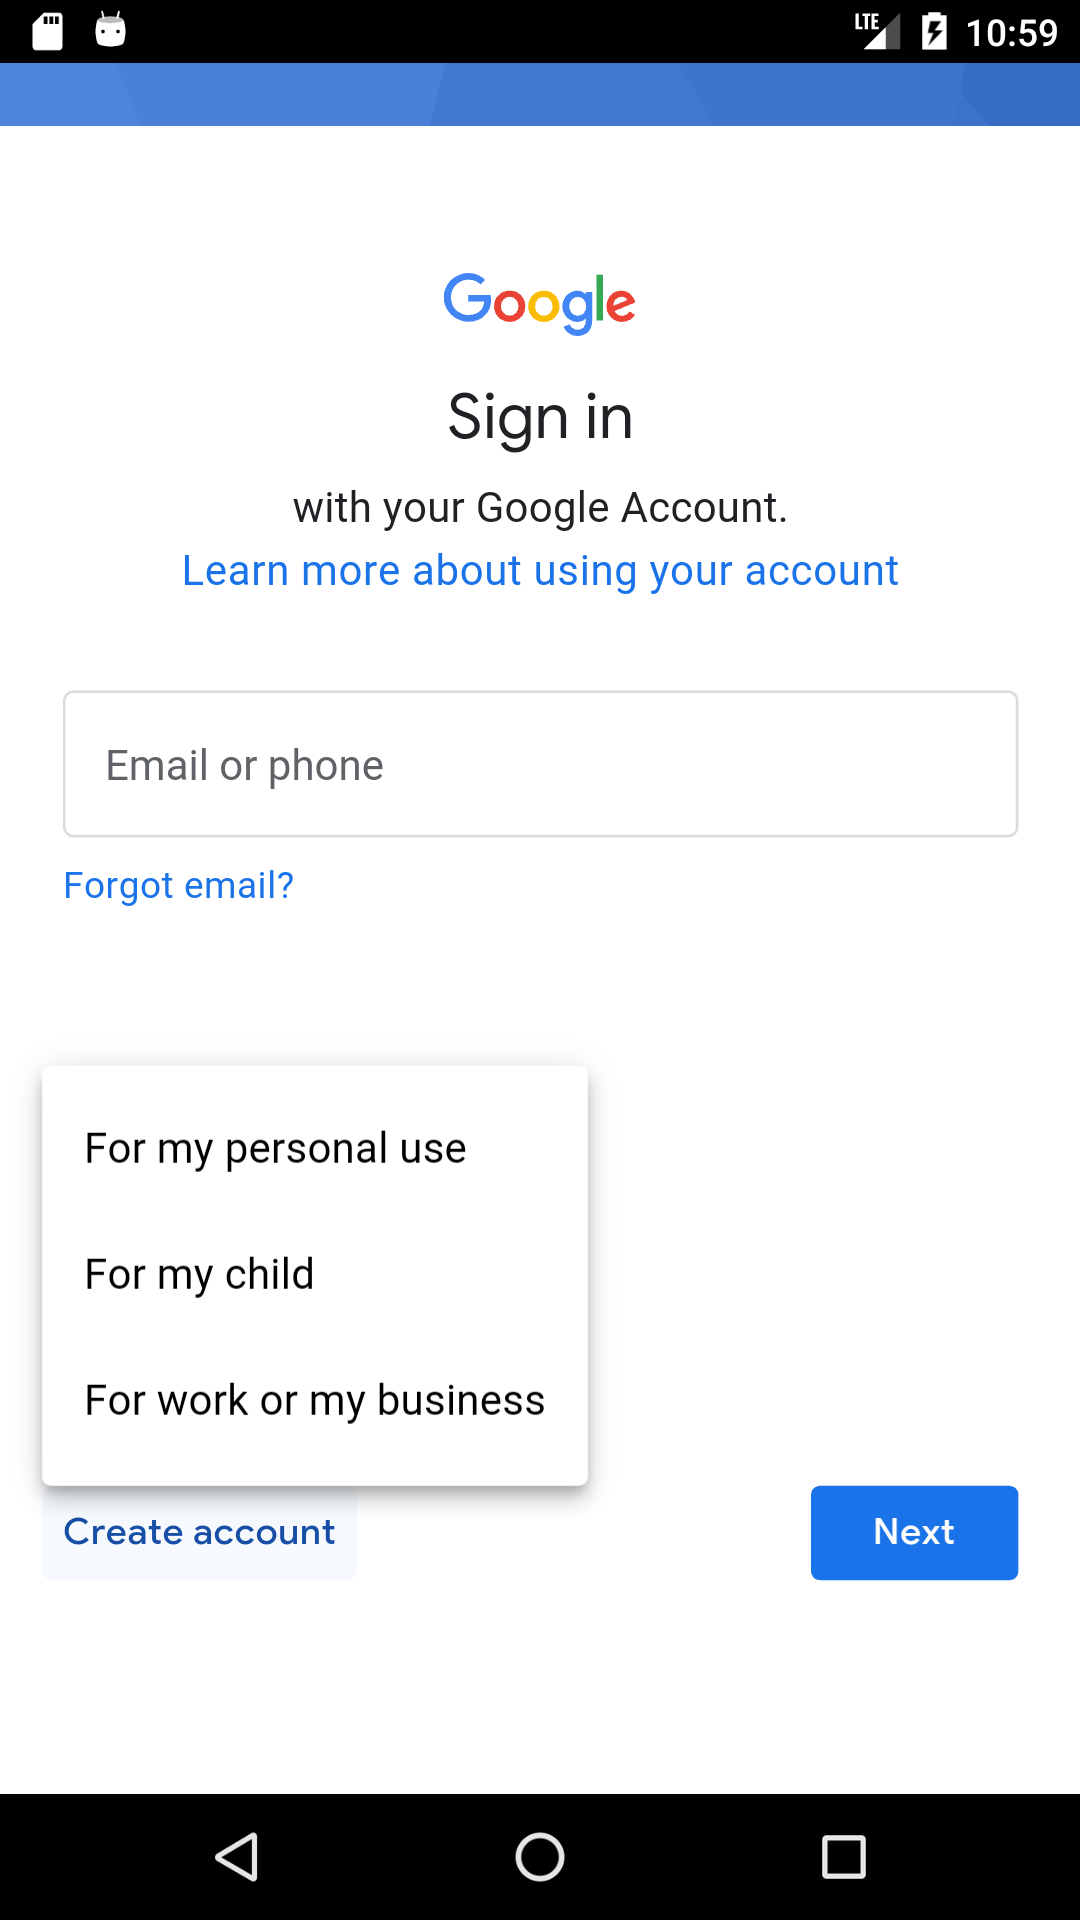 LTE 10:59
Google
Sign in
with your Google Account.
Learn more about using your account
Email or phone
Forgot email?
For my personal use
For my child
For work or my business
Create account
Next